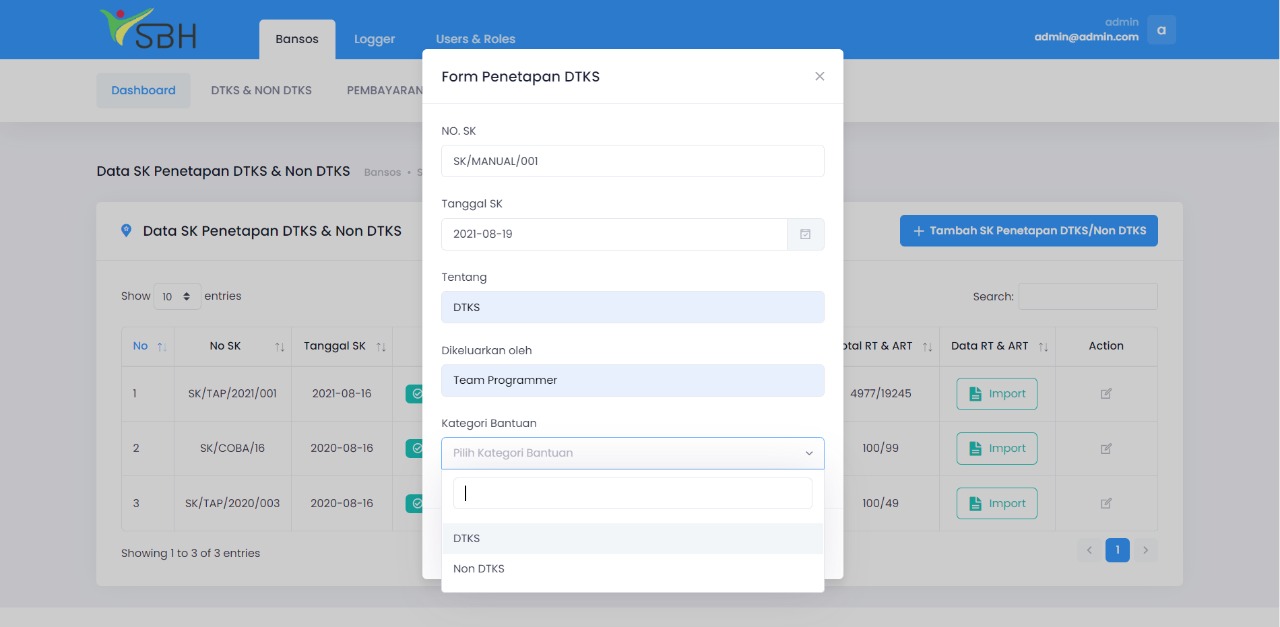 SBH
Bansos
Logger
Users & Roles
admin
admin@admin.com
a
Dashboard
DTKS & NON DTKS
PEMBAYARAN
Form Penetapan DTKS
NO. SK
SK/MANUAL/001
Tanggal SK
2021-08-19
Tentang
DTKS
Dikeluarkan oleh
Team Programmer
Kategori Bantuan
Pilih Kategori Bantuan
DTKS
Non DTKS
Data SK Penetapan DTKS & Non DTKS
Bansos • S
Data SK Penetapan DTKS & Non DTKS
+ Tambah SK Penetapan DTKS/Non DTKS
Show 10 entries
Search:
No No SK Tanggal SK otal RT & ART Data RT & ART Action
1 SK/TAP/2021/001 2021-08-16 4977/19245 Import
2 SK/COBA/16 2020-08-16 100/99 Import
3 SK/TAP/2020/003 2020-08-16 100/49 Import
Showing 1 to 3 of 3 entries
1